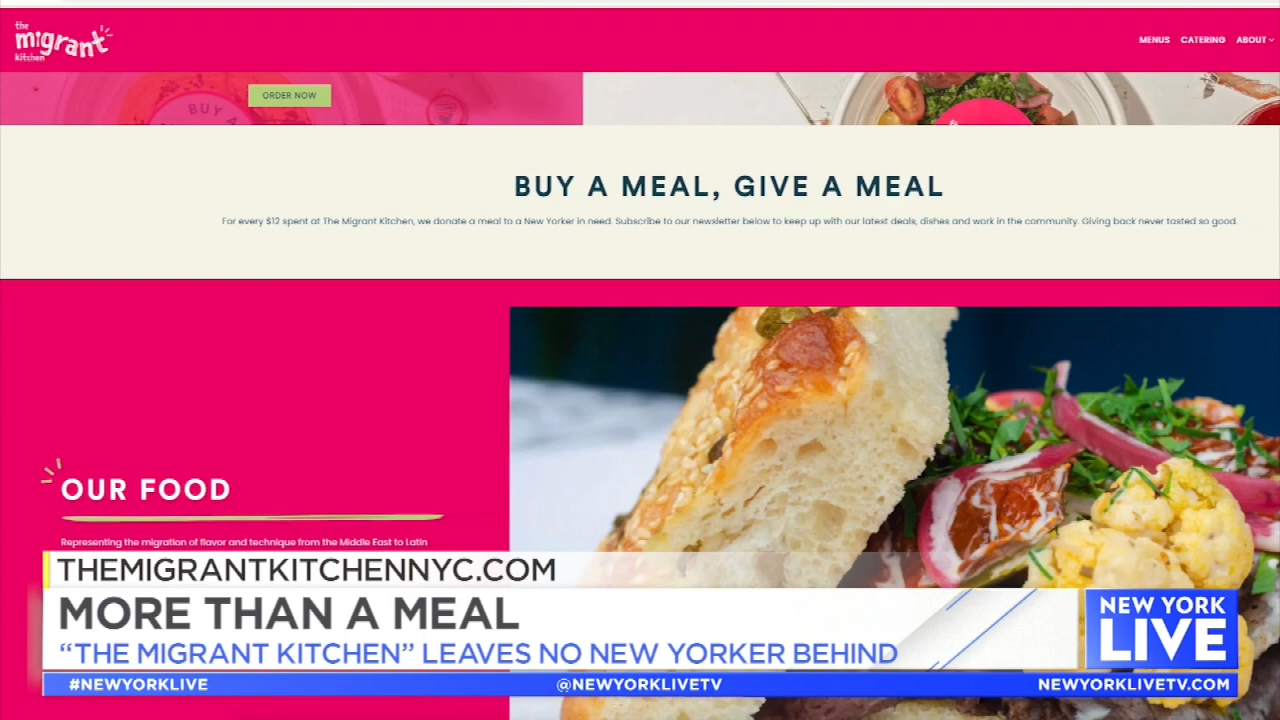 the
migrant
kitchen
MENUS CATERING ABOUT
ORDER NOW
BUY A
BUY A MEAL, GIVE A MEAL
For every $12 spent at The Migrant Kitchen, we donate a meal to a New Yorker in need. Subscribe to our newsletter below to keep up with our latest deals, dishes and work in the community. Giving back never tasted so good.
OUR FOOD
Representing the migration of flavor and technique from the Middle East to Latin
THEMIGRANTKITCHENNYC.COM
MORE THAN A MEAL
“THE MIGRANT KITCHEN” LEAVES NO NEW YORKER BEHIND
NEW YORK
LIVE
#NEWYORKLIVE @NEWYORKLIVETV NEWYORKLIVETV.COM